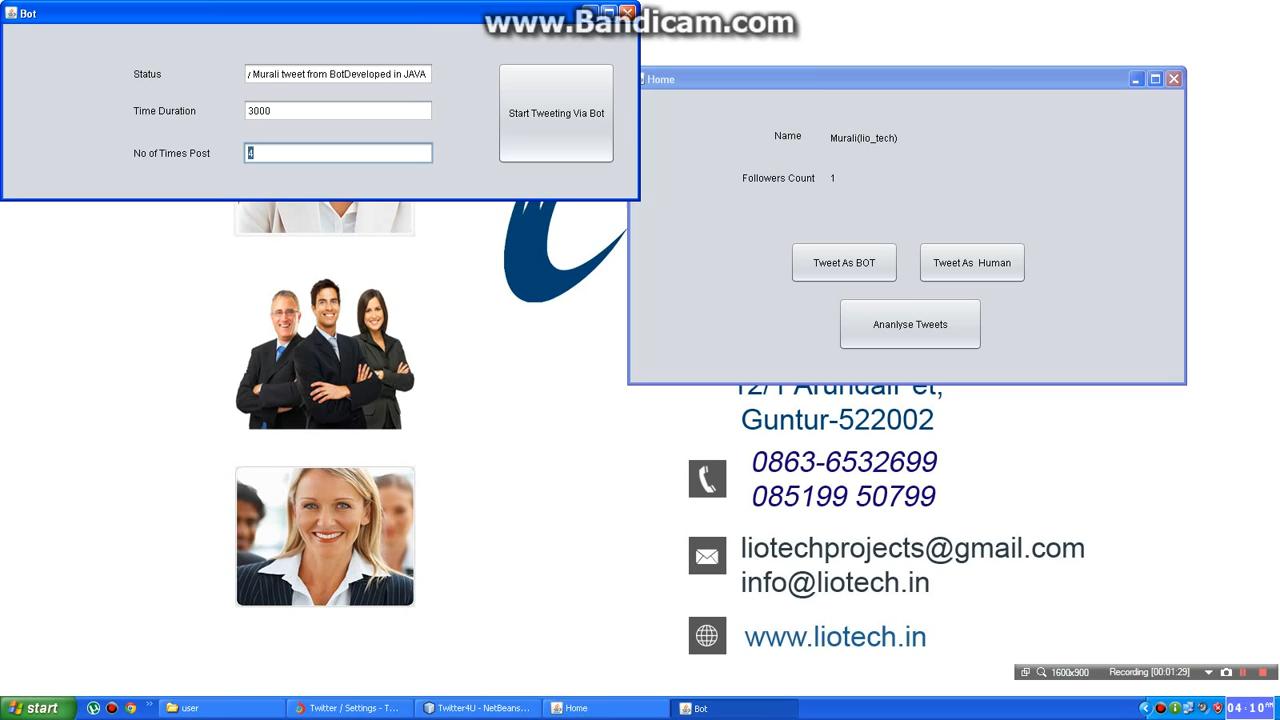 Bot
www.Bandicam.com
Status
y Murali tweet from BotDeveloped in JAVA
Time Duration
3000
No of Times Post
4
Start Tweeting Via Bot
Home
Name
Murali(lio_tech)
Followers Count
1
Tweet As BOT
Tweet As Human
Ananlyse Tweets
Guntur-522002
0863-6532699
085199 50799
liotechprojects@gmail.com
info@liotech.in
www.liotech.in
1600x900
Recording [00:01:29]
start
user
Twitter / Settings - T...
Twitter4U - NetBeans...
Home
Bot
04:10AM